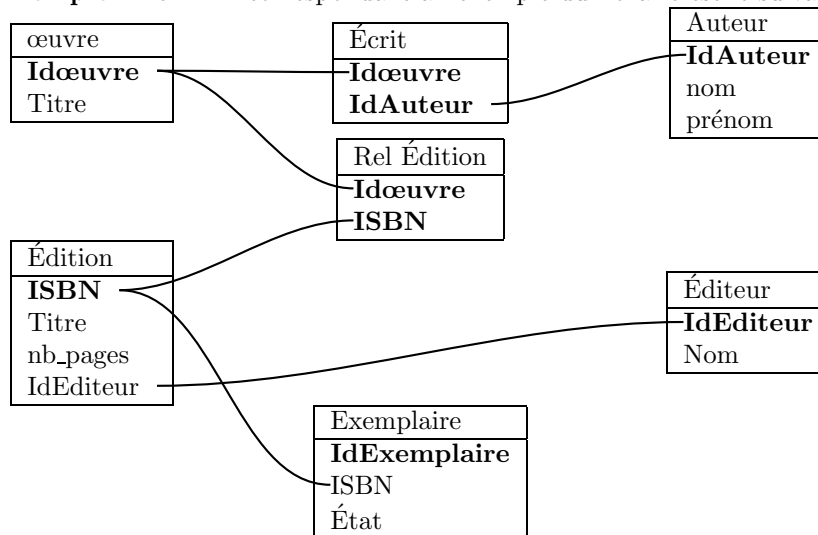 œuvre
Idœuvre
Titre
Écrit
Idœuvre
IdAuteur
Auteur
IdAuteur
nom
prénom
Rel Édition
Idœuvre
ISBN
Édition
ISBN
Titre
nb_pages
IdEditeur
Éditeur
IdEditeur
Nom
Exemplaire
IdExemplaire
ISBN
État